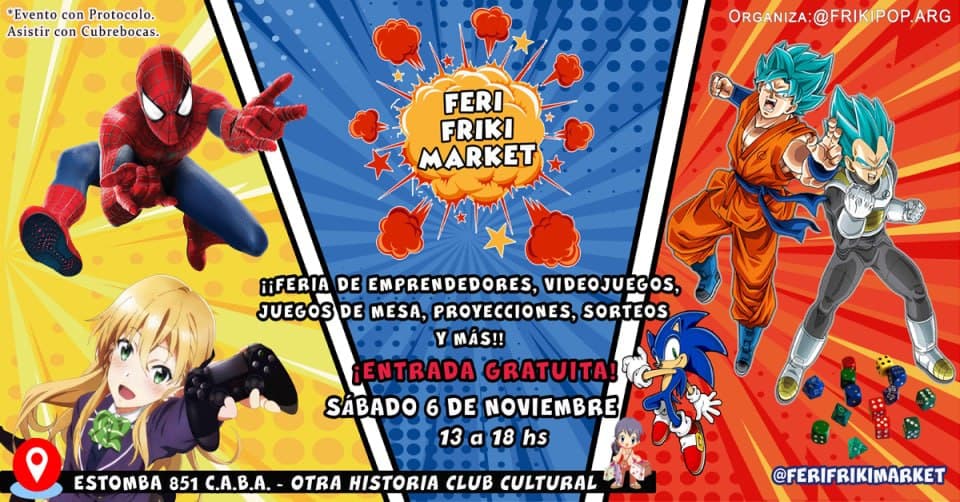 *Evento con Protocolo.
Asistir con Cubrebocas.
Organiza:@FRIKIPOP.ARG
FERI
FRIKI
MARKET
¡¡FERIA DE EMPRENDEDORES, VIDEOJUEGOS,
JUEGOS DE MESA, PROYECCIONES, SORTEOS
Y MÁS!!
¡ENTRADA GRATUITA!
SÁBADO 6 DE NOVIEMBRE
13 a 18 hs
ESTOMBA 851 C.A.B.A. - OTRA HISTORIA CLUB CULTURAL
@FERIFRIKIMARKET